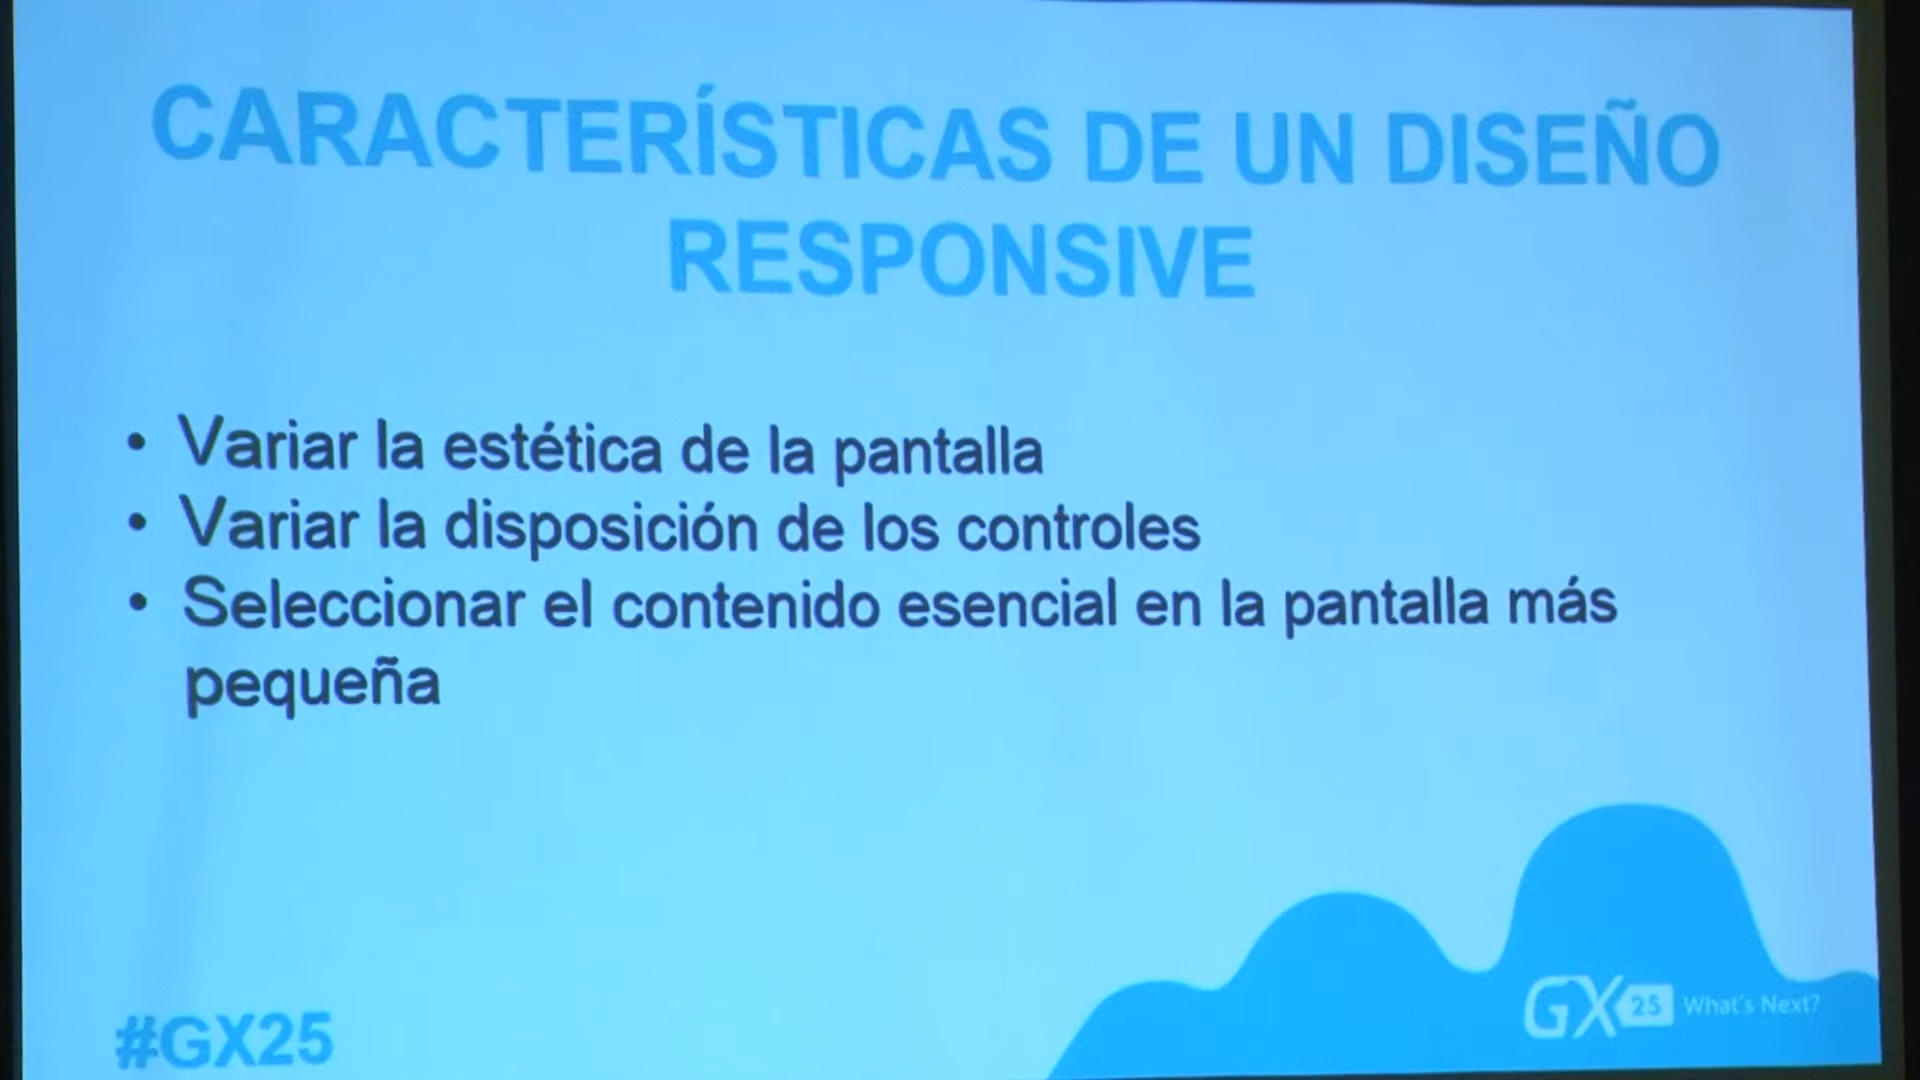 CARACTERÍSTICAS DE UN DISEÑO
RESPONSIVE
• Variar la estética de la pantalla
• Variar la disposición de los controles
• Seleccionar el contenido esencial en la pantalla más
pequeña
#GX25
GX 25 What's Next?